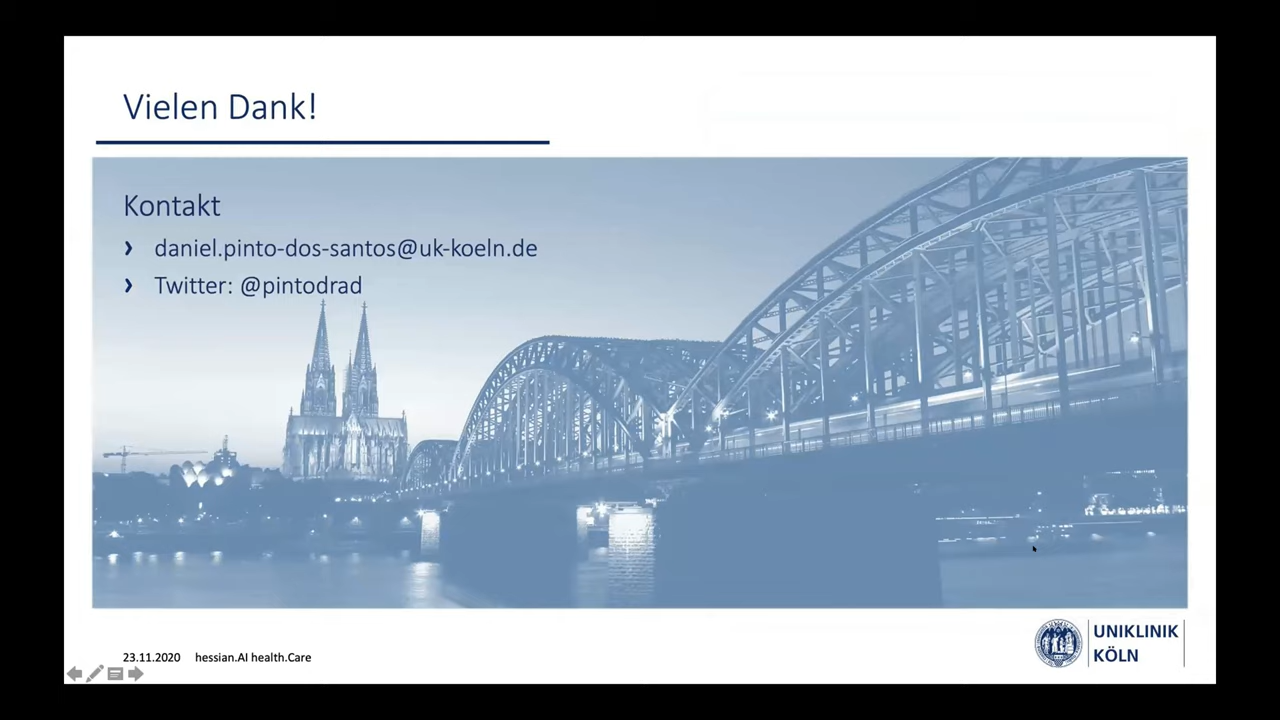 Vielen Dank!
Kontakt
› daniel.pinto-dos-santos@uk-koeln.de
› Twitter: @pintodrad
23.11.2020 hessian.AI health.Care
UNIKLINIK
KÖLN